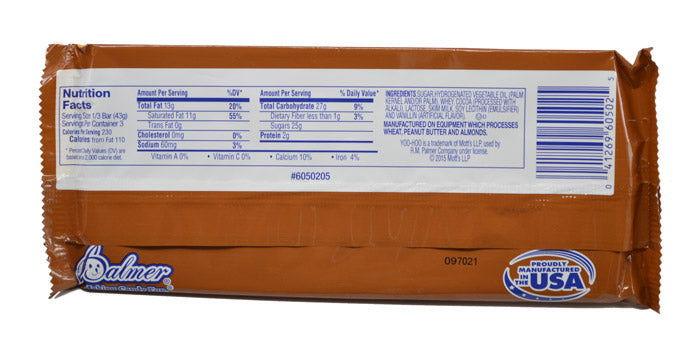 Nutrition
Facts
Serving Size 1/3 Bar (43g)
Serving Per Container 3
Calories Per Serving 230
Calories from Fat 110
* Percent Daily Values (DV) are
based on 2,000 calorie diet.
Amount Per Serving %DV*
Total Fat 13g 20%
Saturated Fat 11g 55%
Trans Fat 0g
Cholesterol 0mg 0%
Sodium 60mg 3%
Amount Per Serving % Daily Value*
Total Carbohydrate 27g 9%
Dietary Fiber less than 1g 3%
Sugars 25g
Protein 2g
• Vitamin A 0% • Vitamin C 0% • Calcium 10% • Iron 4%
INGREDIENTS: SUGAR, HYDROGENATED VEGETABLE OIL (PALM
KERNEL AND/OR PALM), WHEY, COCOA (PROCESSED WITH
ALKALI), LACTOSE, SKIM MILK, SOY LECITHIN (EMULSIFIER)
AND VANILLIN (ARTIFICIAL FLAVOR).
MANUFACTURED ON EQUIPMENT WHICH PROCESSES
WHEAT, PEANUT BUTTER AND ALMONDS.
YOO-HOO is a trademark of Mott's LLP, used by
R.M. Palmer Company under license.
© 2015 Mott's LLP
0 41269 60502 5
#6050205
Palmer
Making Candy Fun
097021
PROUDLY
MANUFACTURED
IN THE USA